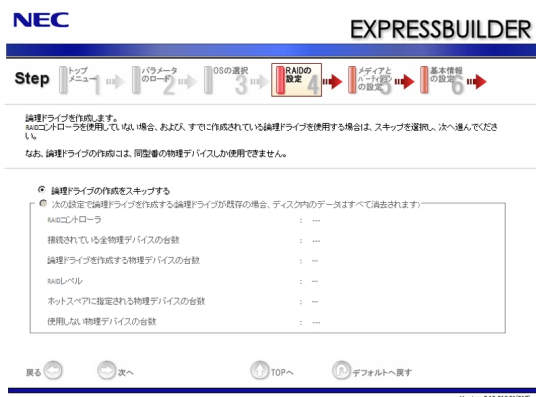 NEC
EXPRESSBUILDER
Step
トップ
メニュー 1
パラメータ
のロード 2
OSの選択
3
RAIDの
設定 4
メディアと
パーティション
の設定 5
基本情報
の設定 6
論理ドライブを作成します。
RAIDコントローラを使用していない場合、および、すでに作成されている論理ドライブを使用する場合は、スキップを選択し、次へ進んでくださ
い。
なお、論理ドライブの作成には、同型番の物理デバイスしか使用できません。
論理ドライブの作成をスキップする
次の設定で論理ドライブを作成する(論理ドライブが既存の場合、ディスク内のデータはすべて消去されます)
RAIDコントローラ : ---
接続されている全物理デバイスの台数 : ---
論理ドライブを作成する物理デバイスの台数 : --
RAIDレベル : --
ホットスペアに指定される物理デバイスの台数 : --
使用しない物理デバイスの台数 : ---
戻る 次へ TOPへ デフォルトへ戻す